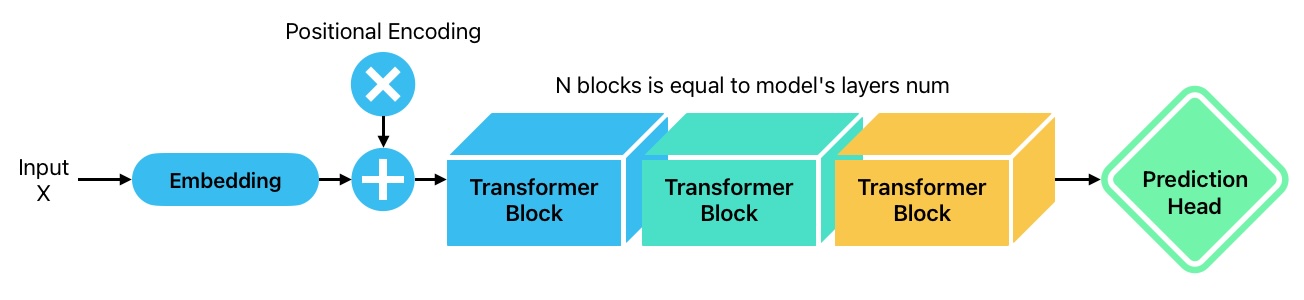 Positional Encoding
N blocks is equal to model's layers num
Input
X
Embedding
Transformer
Block
Transformer
Block
Transformer
Block
Prediction
Head